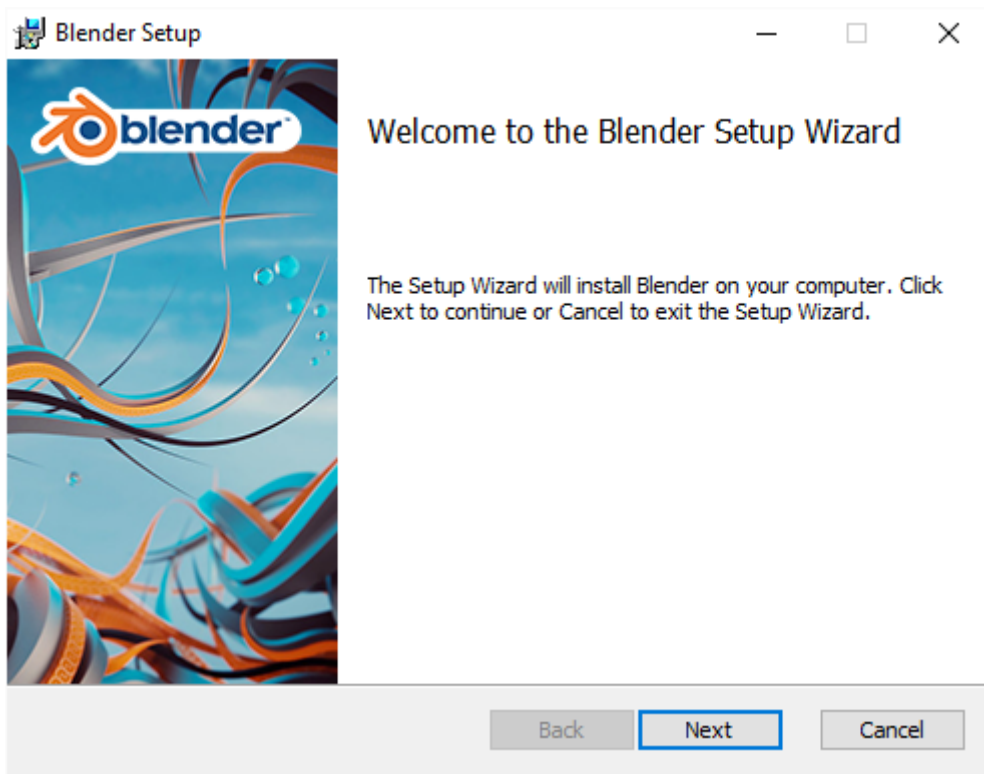 Blender Setup
blender
Welcome to the Blender Setup Wizard
The Setup Wizard will install Blender on your computer. Click
Next to continue or Cancel to exit the Setup Wizard.
Back
Next
Cancel